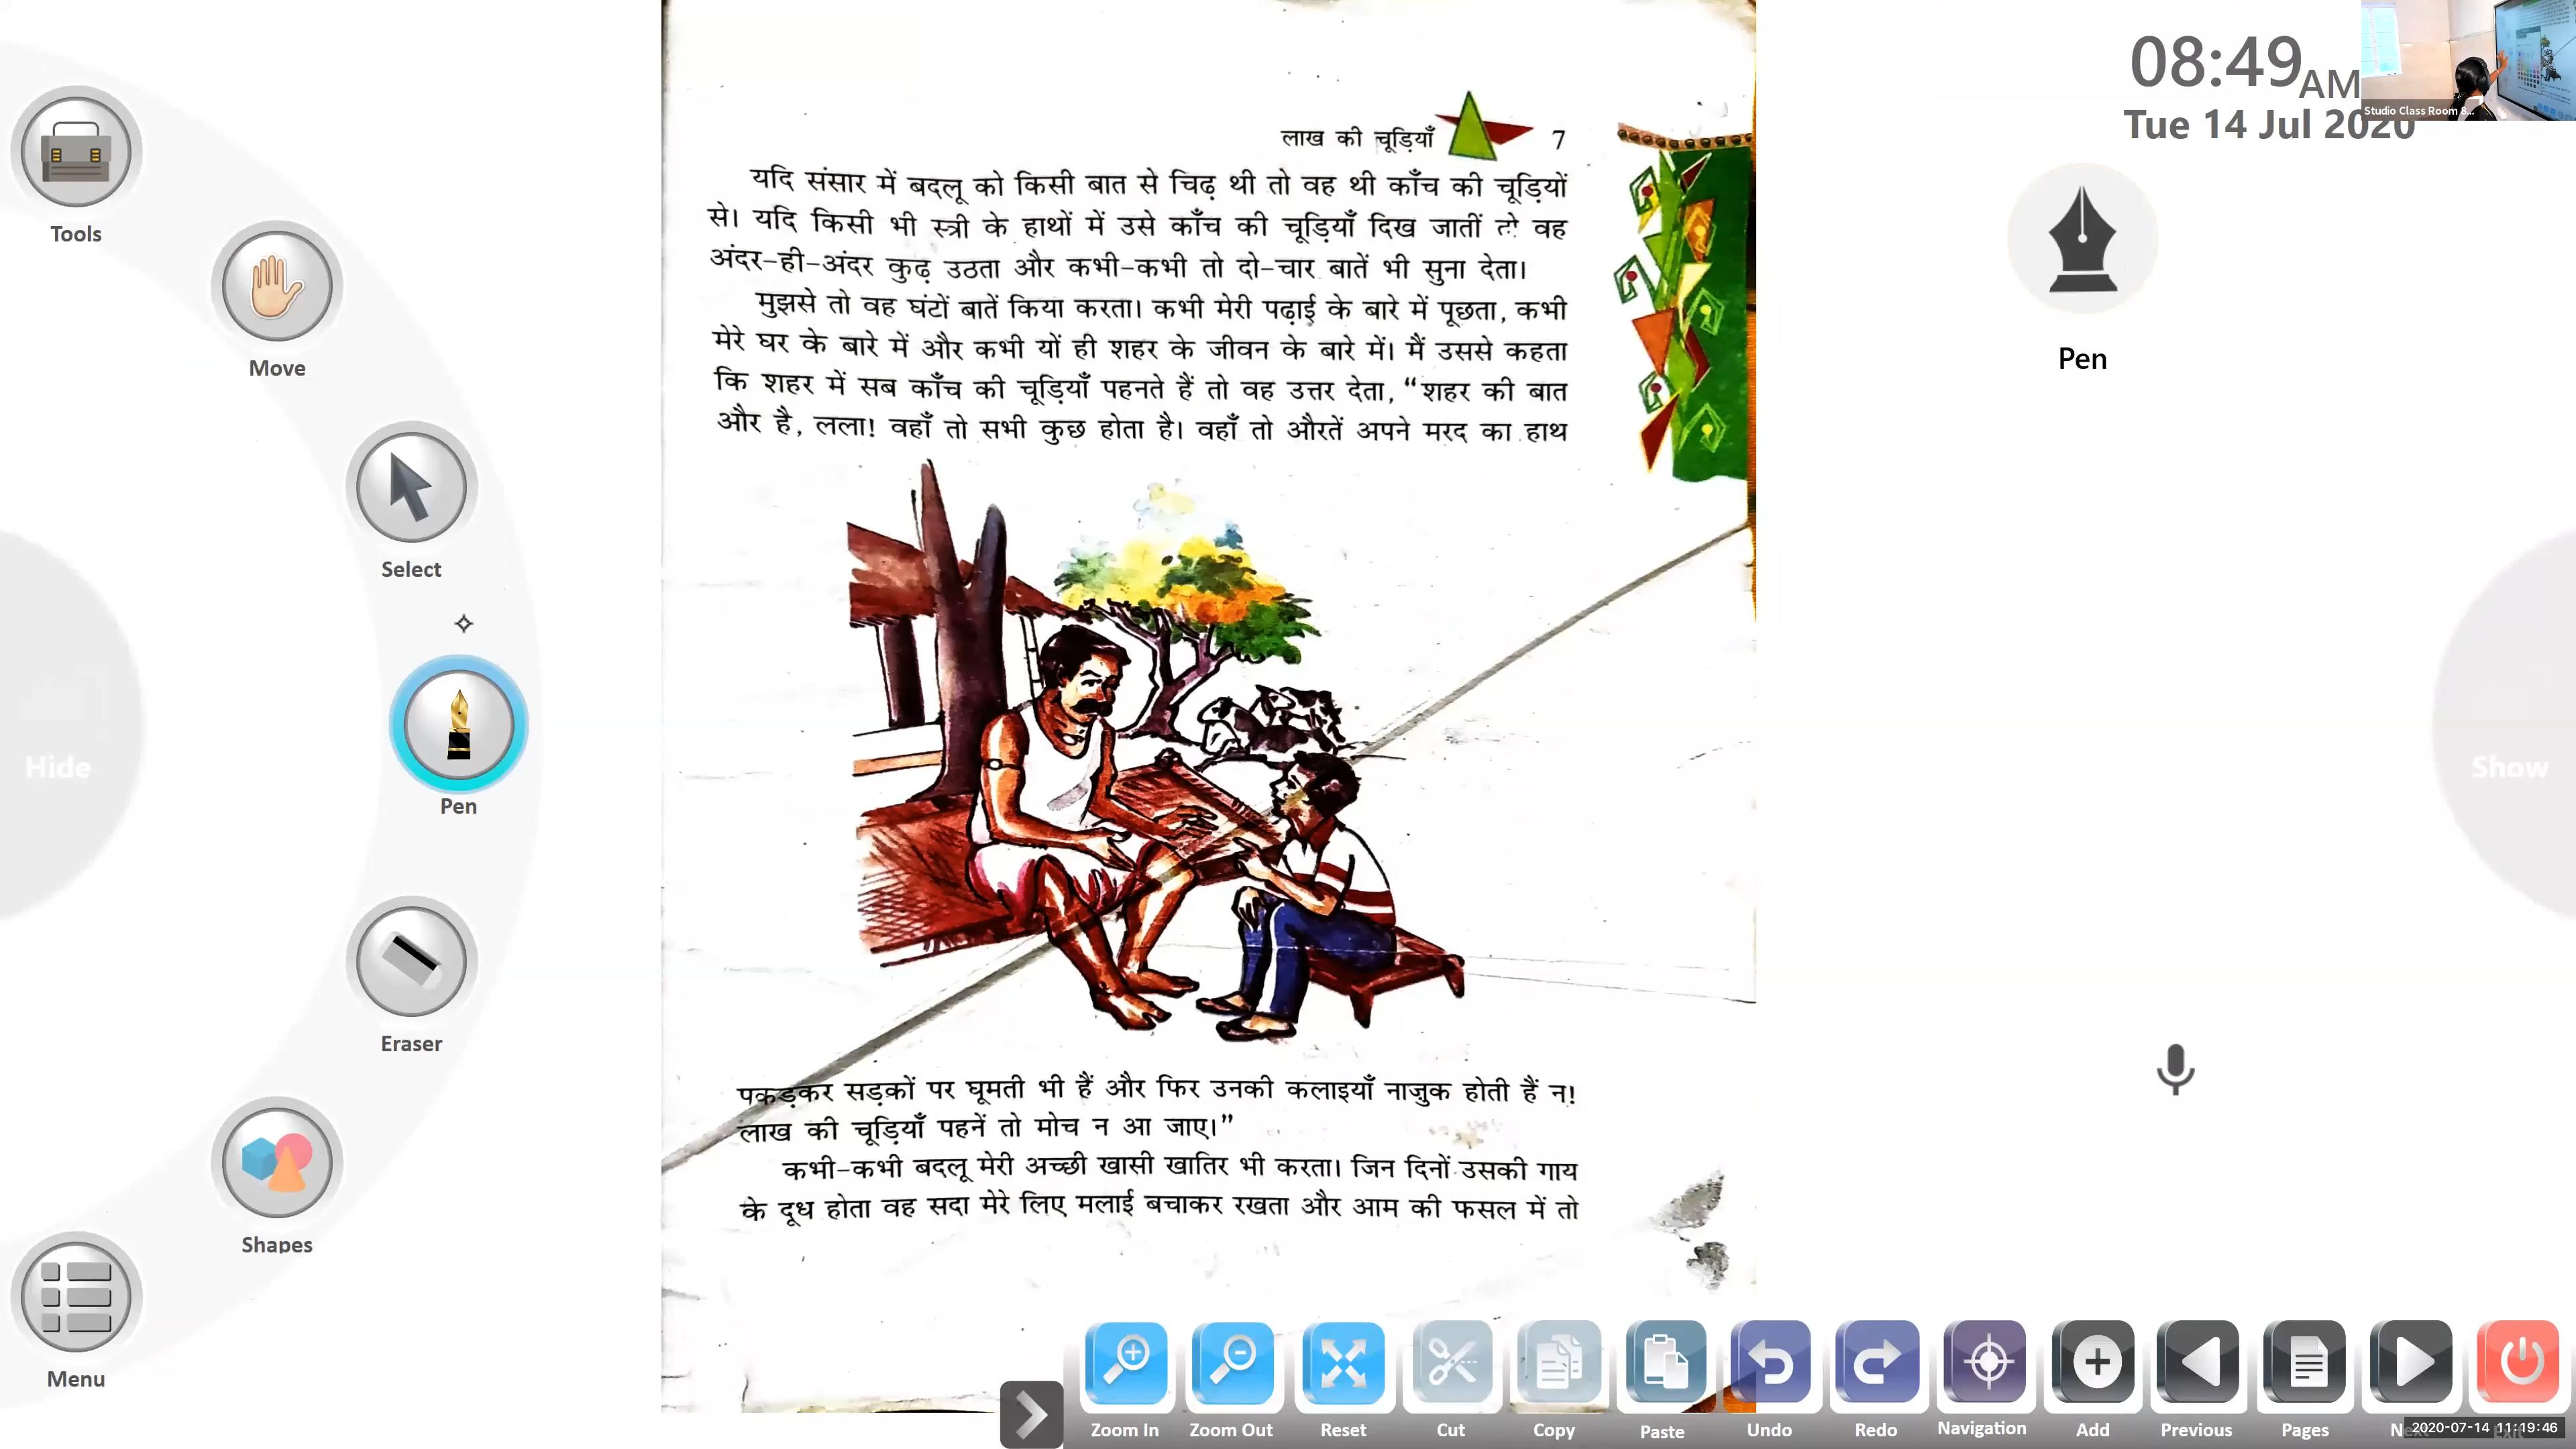 08:49 AM
Tue 14 Jul 2020
Studio Class Room 8...
Tools
Move
Select
Pen
Eraser
Shapes
Menu
Hide
लाख की चूड़ियाँ 7
यदि संसार में बदलू को किसी बात से चिढ़ थी तो वह थी काँच की चूड़ियों
से। यदि किसी भी स्त्री के हाथों में उसे काँच की चूड़ियाँ दिख जातीं तो वह
अंदर-ही-अंदर कुढ़ उठता और कभी-कभी तो दो-चार बातें भी सुना देता।
मुझसे तो वह घंटों बातें किया करता। कभी मेरी पढ़ाई के बारे में पूछता, कभी
मेरे घर के बारे में और कभी यों ही शहर के जीवन के बारे में। मैं उससे कहता
कि शहर में सब काँच की चूड़ियाँ पहनते हैं तो वह उत्तर देता, “शहर की बात
और है, लला! वहाँ तो सभी कुछ होता है। वहाँ तो औरतें अपने मरद का हाथ
पकड़कर सड़कों पर घूमती भी हैं और फिर उनकी कलाइयाँ नाजुक होती हैं न!
लाख की चूड़ियाँ पहनें तो मोच न आ जाए।”
कभी-कभी बदलू मेरी अच्छी खासी खातिर भी करता। जिन दिनों उसकी गाय
के दूध होता वह सदा मेरे लिए मलाई बचाकर रखता और आम की फसल में तो
Pen
Show
Zoom In Zoom Out Reset Cut Copy Paste Undo Redo Navigation Add Previous Pages
2020-07-14 11:19:46